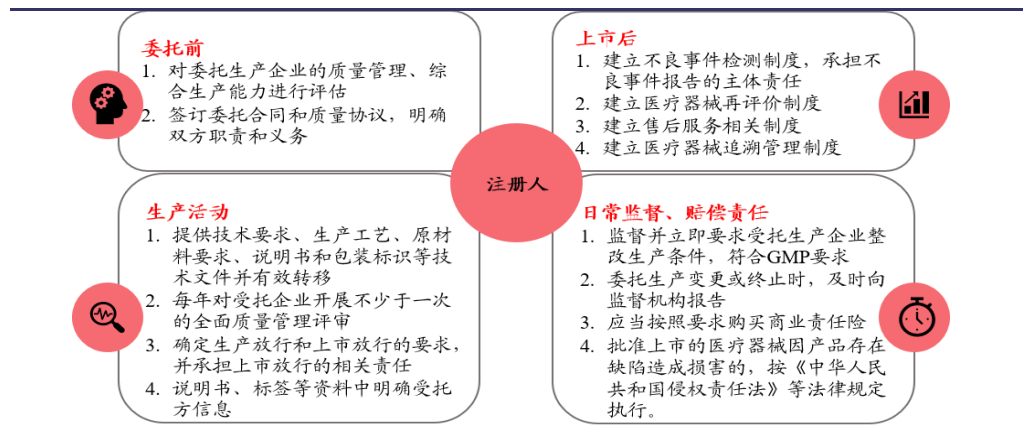 委托前
1. 对委托生产企业的质量管理、综
合生产能力进行评估
2. 签订委托合同和质量协议，明确
双方职责和义务
上市后
1. 建立不良事件检测制度，承担不
良事件报告的主体责任
2. 建立医疗器械再评价制度
3. 建立售后服务相关制度
4. 建立医疗器械追溯管理制度
注册人
生产活动
1. 提供技术要求、生产工艺、原材
料要求、说明书和包装标识等技
术文件并有效转移
2. 每年对受托企业开展不少于一次
的全面质量管理评审
3. 确定生产放行和上市放行的要求，
并承担上市放行的相关责任
4. 说明书、标签等资料中明确受托
方信息
日常监督、赔偿责任
1. 监督并立即要求受托生产企业整
改生产条件，符合GMP要求
2. 委托生产变更或终止时，及时向
监督机构报告
3. 应当按照要求购买商业责任险
4. 批准上市的医疗器械因产品存在
缺陷造成损害的，按《中华人民
共和国侵权责任法》等法律规定
执行。